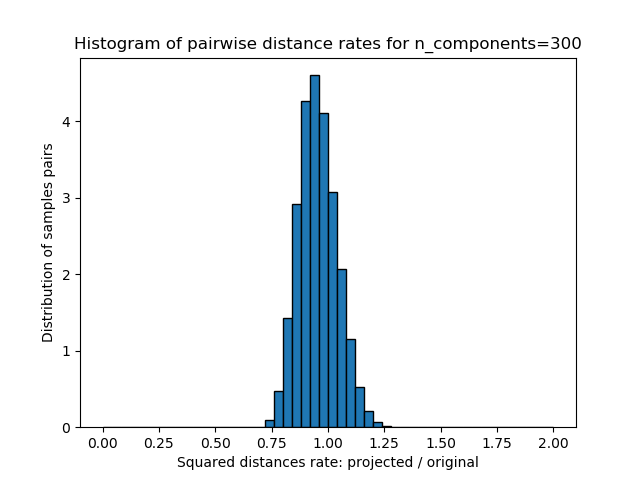 Histogram of pairwise distance rates for n_components=300
Distribution of samples pairs
4
3
2
1
0
0.00 0.25 0.50 0.75 1.00 1.25 1.50 1.75 2.00
Squared distances rate: projected / original